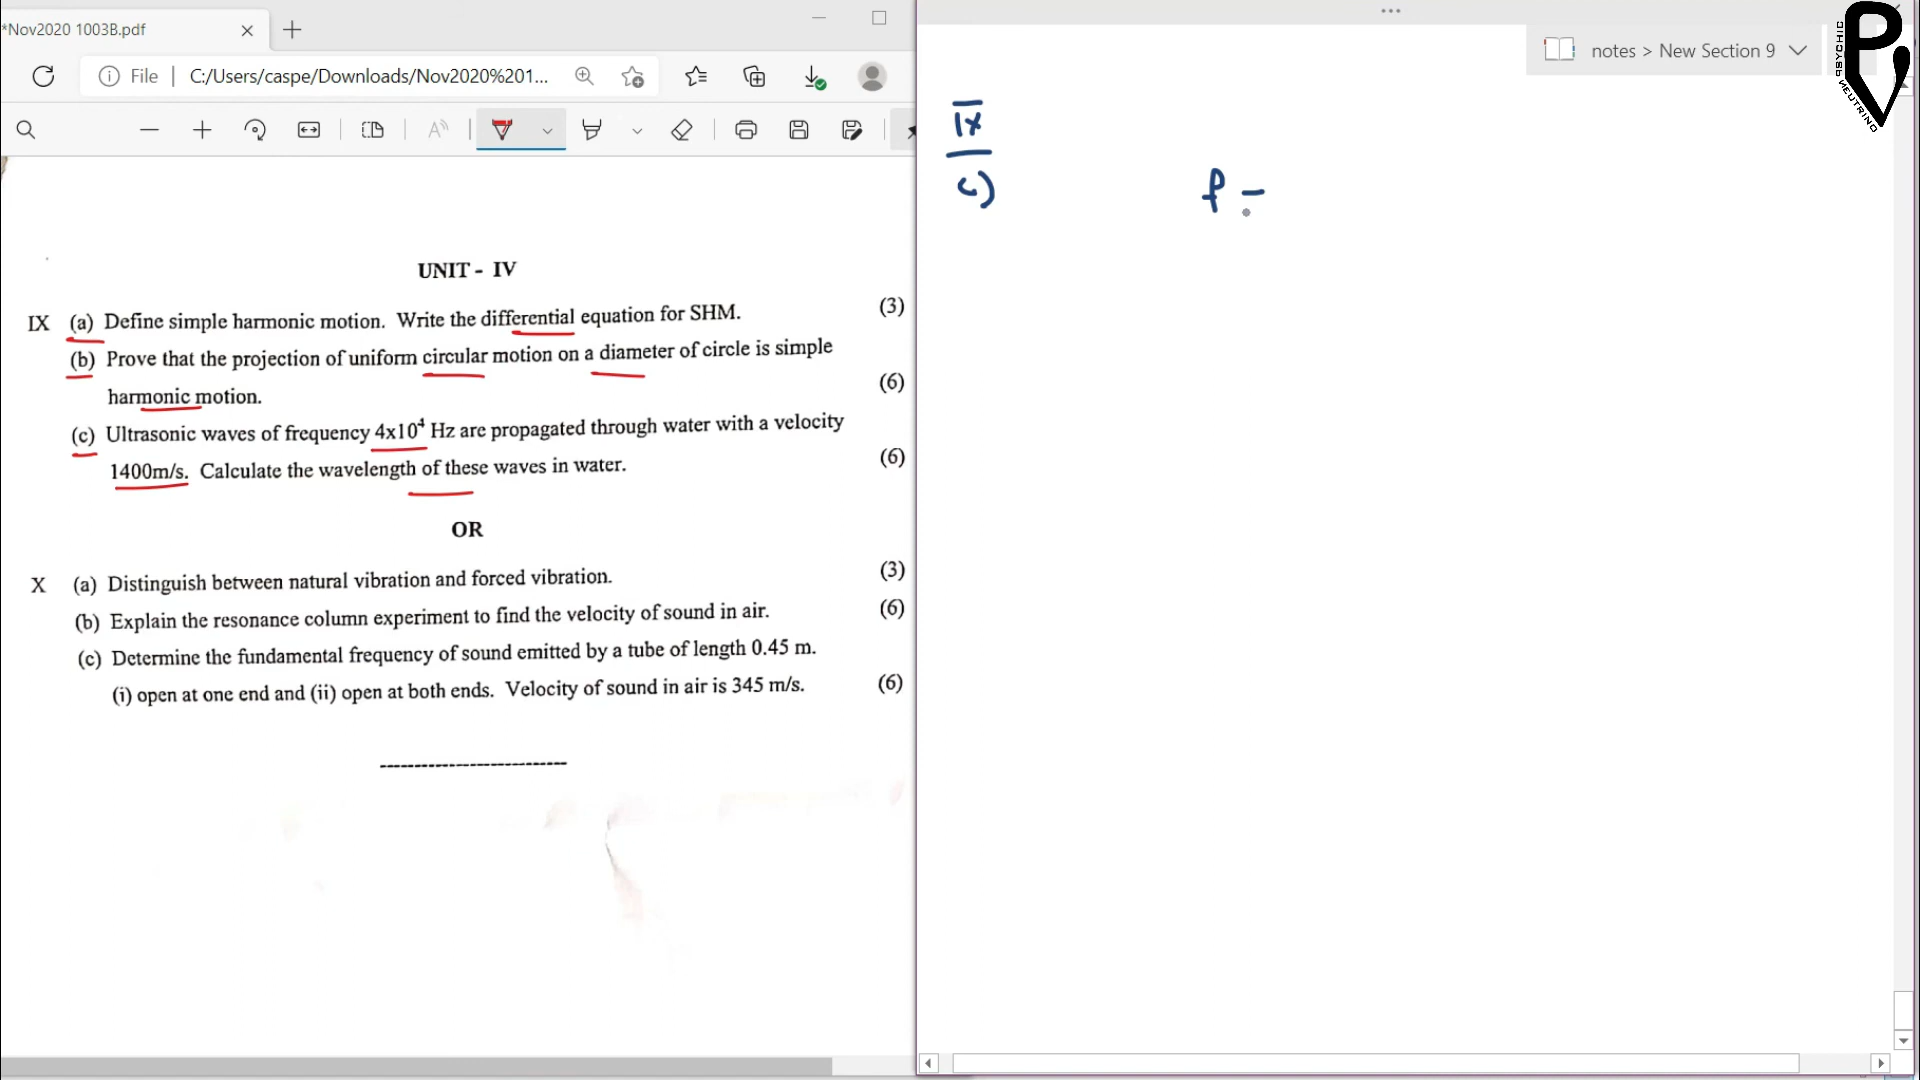 *Nov2020 1003B.pdf
File | C:/Users/caspe/Downloads/Nov2020%201...
notes > New Section 9
PSYCHIC NEUTRINO
UNIT - IV
IX (a) Define simple harmonic motion. Write the differential equation for SHM. (3)
(b) Prove that the projection of uniform circular motion on a diameter of circle is simple
harmonic motion. (6)
(c) Ultrasonic waves of frequency 4x10⁴ Hz are propagated through water with a velocity
1400m/s. Calculate the wavelength of these waves in water. (6)
OR
X (a) Distinguish between natural vibration and forced vibration. (3)
(b) Explain the resonance column experiment to find the velocity of sound in air. (6)
(c) Determine the fundamental frequency of sound emitted by a tube of length 0.45 m.
(i) open at one end and (ii) open at both ends. Velocity of sound in air is 345 m/s. (6)
IX
c)
f -